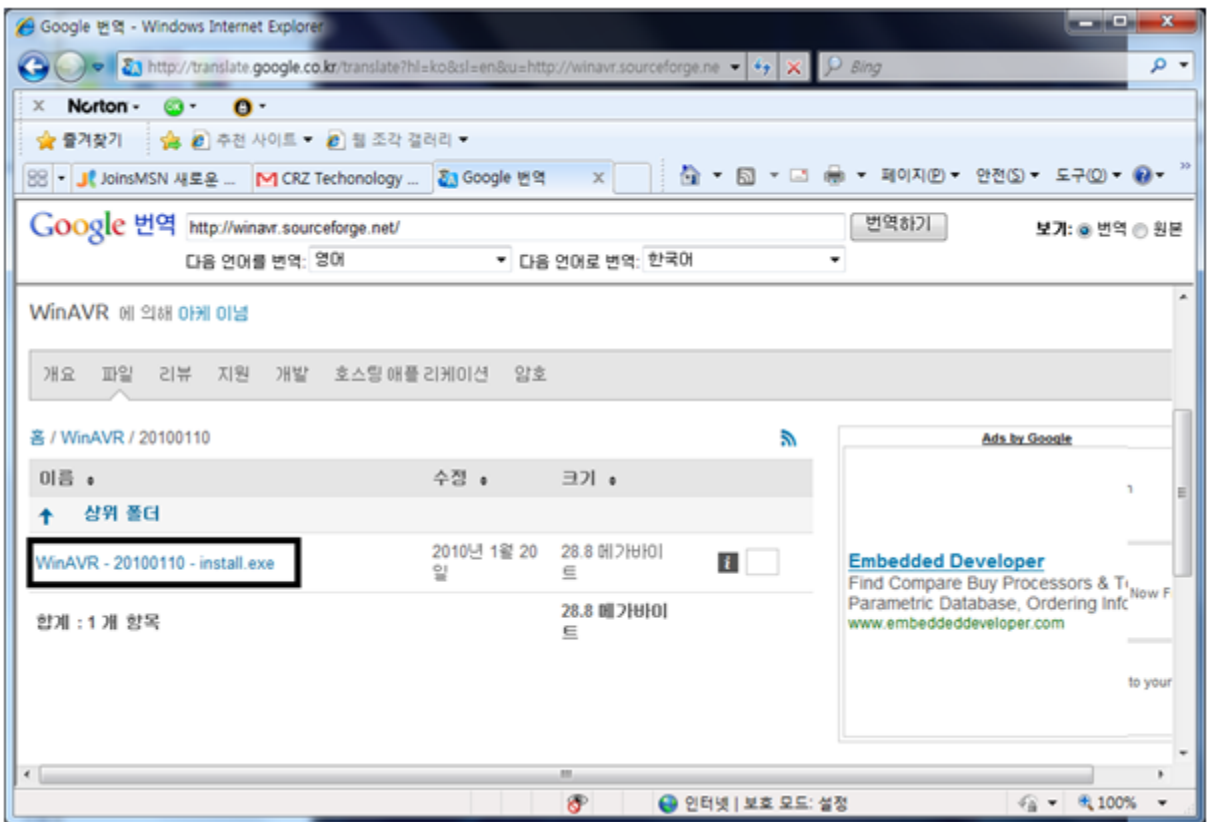 Google 번역 - Windows Internet Explorer
http://translate.google.co.kr/translate?hl=ko&sl=en&u=http://winavr.sourceforge.ne
Bing
Norton
즐겨찾기 추천 사이트 웹 조각 갤러리
JoinsMSN 새로운 ... CRZ Techonology ... Google 번역 페이지(P) 안전(S) 도구(O)
Google 번역 http://winavr.sourceforge.net/ 번역하기 보기: 번역 원본
다음 언어를 번역: 영어 다음 언어로 번역: 한국어
WinAVR 에 의해 아케 이넘
개요 파일 리뷰 지원 개발 호스팅 애플 리케이션 암호
홈 / WinAVR / 20100110
이름 수정 크기
상위 폴더
WinAVR - 20100110 - install.exe 2010년 1월 20일 28.8 메가바이트
합계 : 1 개 항목 28.8 메가바이트
Ads by Google
Embedded Developer
Find Compare Buy Processors & T
Parametric Database, Ordering Info
www.embeddeddeveloper.com
Now F
to your
인터넷 | 보호 모드: 설정
100%